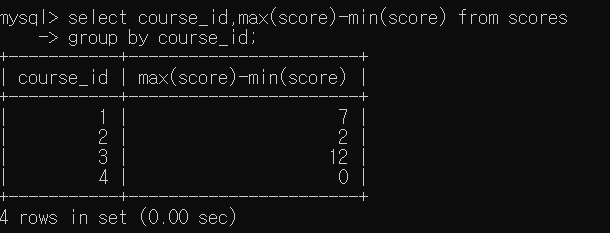 mysql> select course_id,max(score)-min(score) from scores
    -> group by course_id;
+-----------+-----------------------+
| course_id | max(score)-min(score) |
+-----------+-----------------------+
|         1 |                     7 |
|         2 |                     2 |
|         3 |                    12 |
|         4 |                     0 |
+-----------+-----------------------+
4 rows in set (0.00 sec)